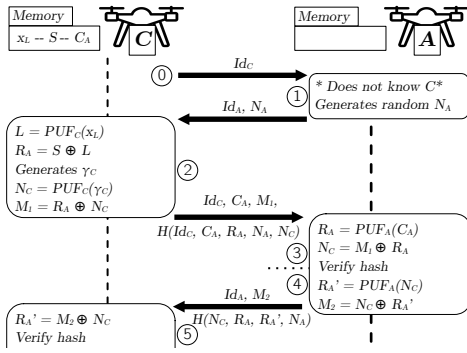 Memory
x_L -- S -- C_A
C
Memory
A
0
Id_C
1
* Does not know C*
Generates random N_A
Id_A, N_A
L = PUF_C(x_L)
R_A = S ⊕ L
Generates γ_C
N_C = PUF_C(γ_C)
M_1 = R_A ⊕ N_C
2
Id_C, C_A, M_1,
H(Id_C, C_A, R_A, N_A, N_C)
R_A = PUF_A(C_A)
N_C = M_1 ⊕ R_A
Verify hash
3
4
R_A' = PUF_A(N_C)
M_2 = N_C ⊕ R_A'
Id_A, M_2
H(N_C, R_A, R_A', N_A)
R_A' = M_2 ⊕ N_C
Verify hash
5